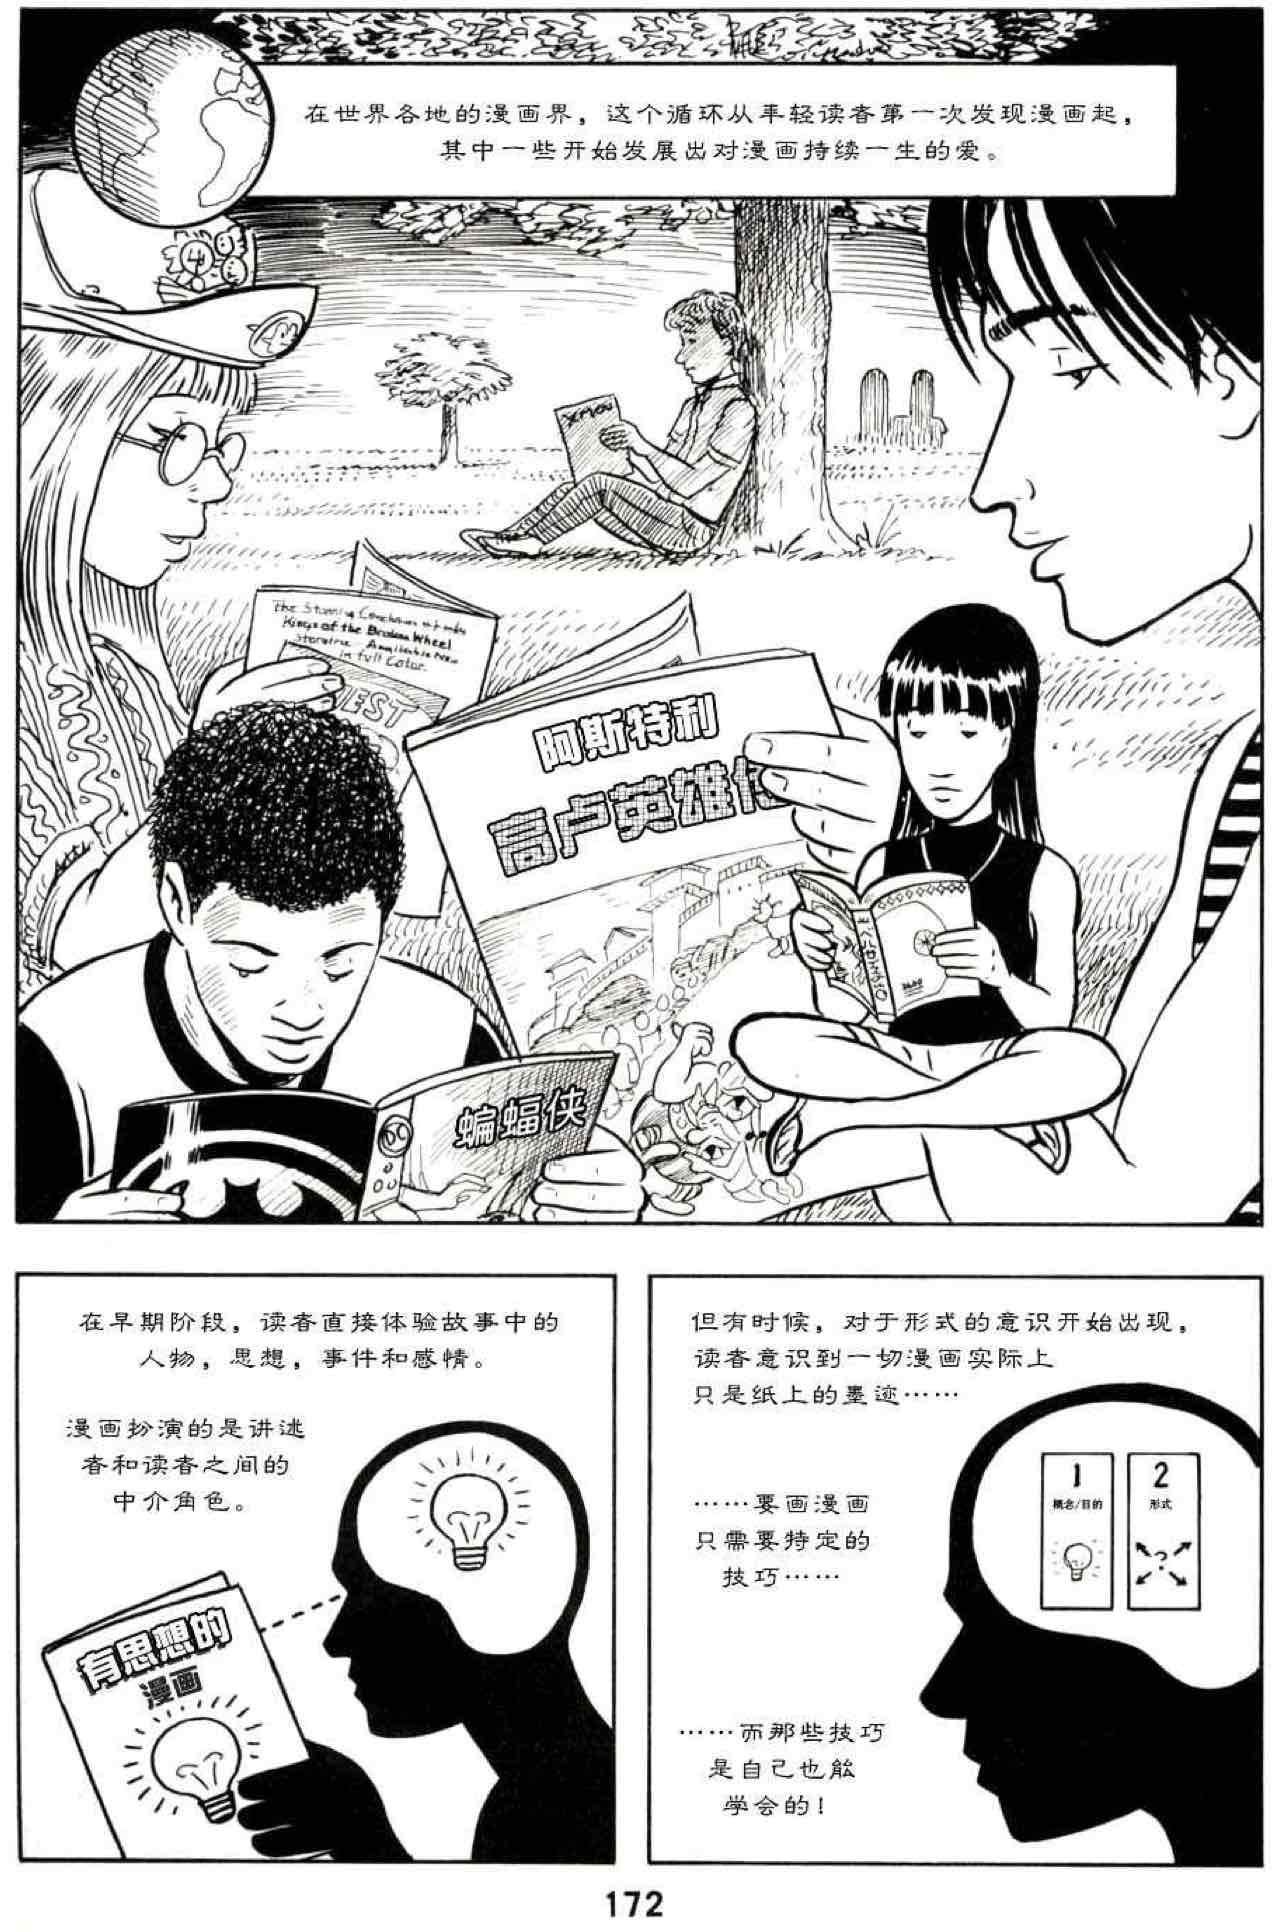 在世界各地的漫画界，这个循环从年轻读者第一次发现漫画起，
其中一些开始发展出对漫画持续一生的爱。
XMEN
The Stunning Conclusion
Kings of the Broken Wheel
Storyline Available Now
in full Color.
EST
阿斯特利
高卢英雄
DC
蝙蝠侠
在早期阶段，读者直接体验故事中的
人物，思想，事件和感情。
漫画扮演的是讲述
者和读者之间的
中介角色。
有思想的
漫画
但有时候，对于形式的意识开始出现，
读者意识到一切漫画实际上
只是纸上的墨迹……
1
概念/目的
2
形式
?
……要画漫画
只需要特定的
技巧……
……而那些技巧
是自己也能
学会的！
172